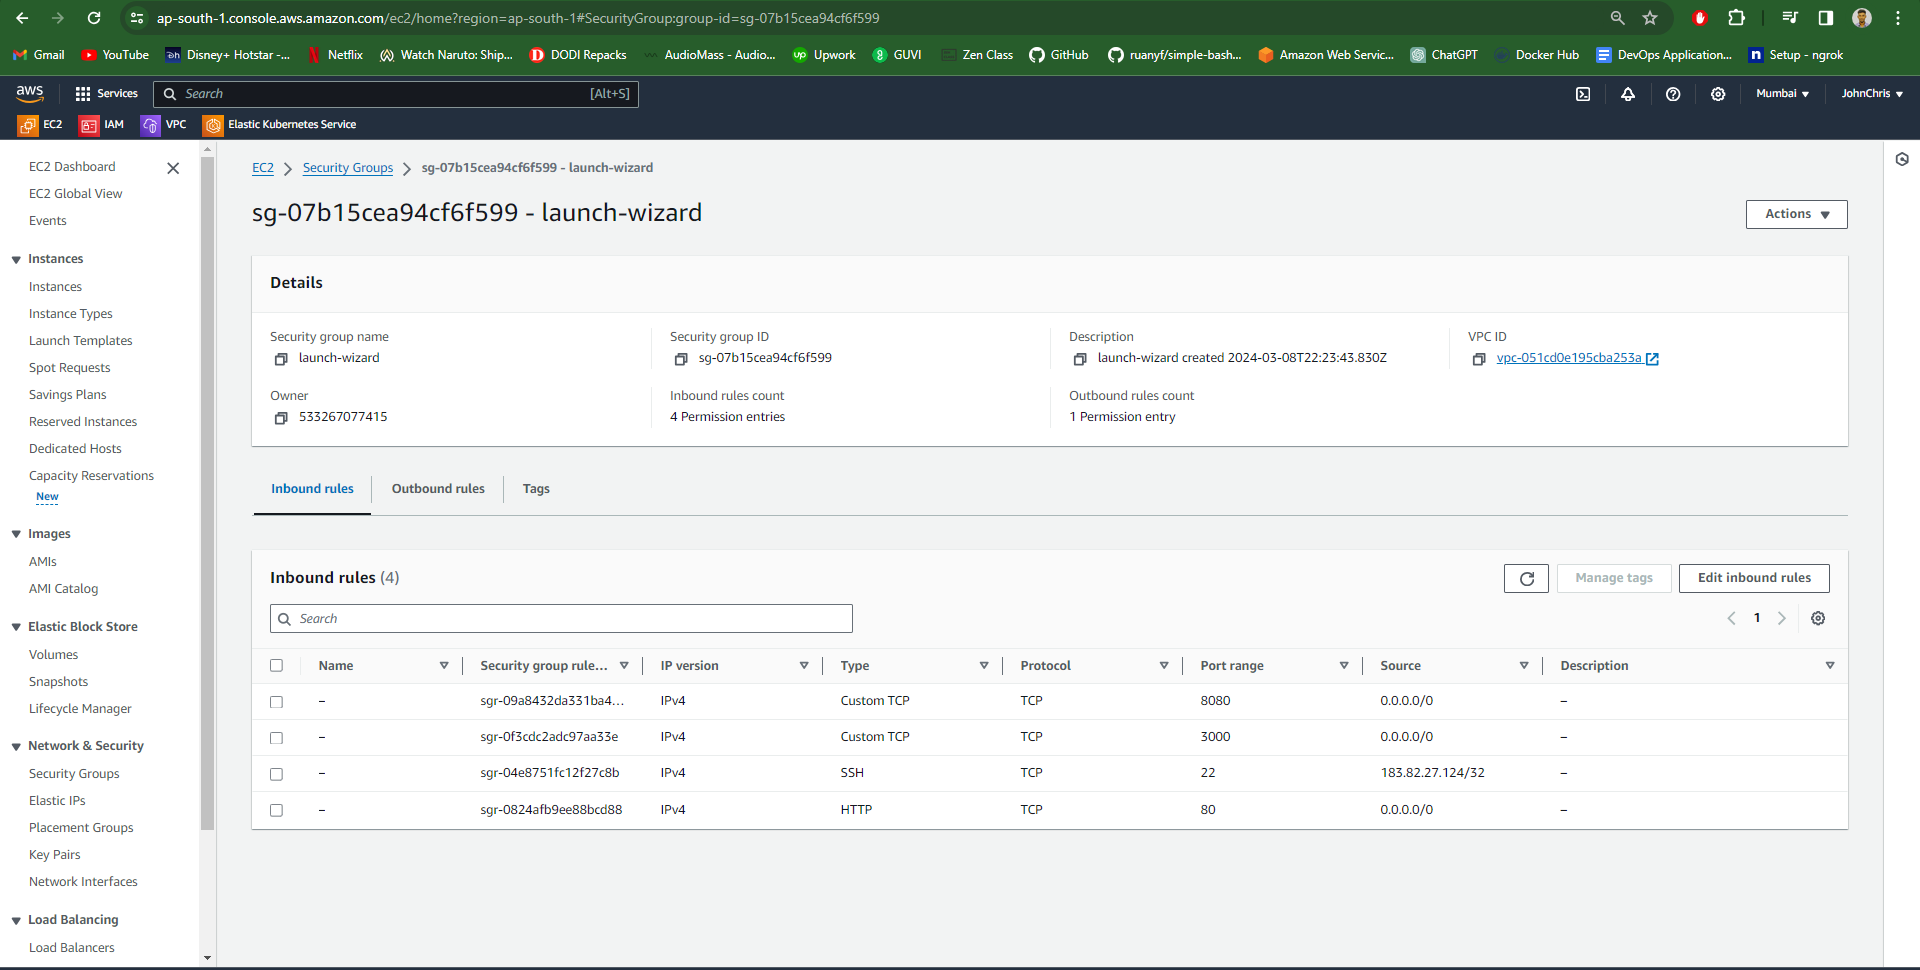 ap-south-1.console.aws.amazon.com/ec2/home?region=ap-south-1#SecurityGroup:group-id=sg-07b15cea94cf6f599
Gmail YouTube Disney+ Hotstar -... Netflix Watch Naruto: Ship... DODI Repacks AudioMass - Audio... Upwork GUVI Zen Class GitHub ruanyf/simple-bash... Amazon Web Servic... ChatGPT Docker Hub DevOps Application... Setup - ngrok
aws Services Search [Alt+S] Mumbai JohnChris
EC2 IAM VPC Elastic Kubernetes Service
EC2 Dashboard
EC2 Global View
Events
Instances
Instances
Instance Types
Launch Templates
Spot Requests
Savings Plans
Reserved Instances
Dedicated Hosts
Capacity Reservations
New
Images
AMIs
AMI Catalog
Elastic Block Store
Volumes
Snapshots
Lifecycle Manager
Network & Security
Security Groups
Elastic IPs
Placement Groups
Key Pairs
Network Interfaces
Load Balancing
Load Balancers
EC2 Security Groups sg-07b15cea94cf6f599 - launch-wizard
sg-07b15cea94cf6f599 - launch-wizard
Actions
Details
Security group name
launch-wizard
Security group ID
sg-07b15cea94cf6f599
Description
launch-wizard created 2024-03-08T22:23:43.830Z
VPC ID
vpc-051cd0e195cba253a
Owner
533267077415
Inbound rules count
4 Permission entries
Outbound rules count
1 Permission entry
Inbound rules Outbound rules Tags
Inbound rules (4)
Manage tags Edit inbound rules
Search
1
Name Security group rule... IP version Type Protocol Port range Source Description
– sgr-09a8432da331ba4... IPv4 Custom TCP TCP 8080 0.0.0.0/0 –
– sgr-0f3cdc2adc97aa33e IPv4 Custom TCP TCP 3000 0.0.0.0/0 –
– sgr-04e8751fc12f27c8b IPv4 SSH TCP 22 183.82.27.124/32 –
– sgr-0824afb9ee88bcd88 IPv4 HTTP TCP 80 0.0.0.0/0 –